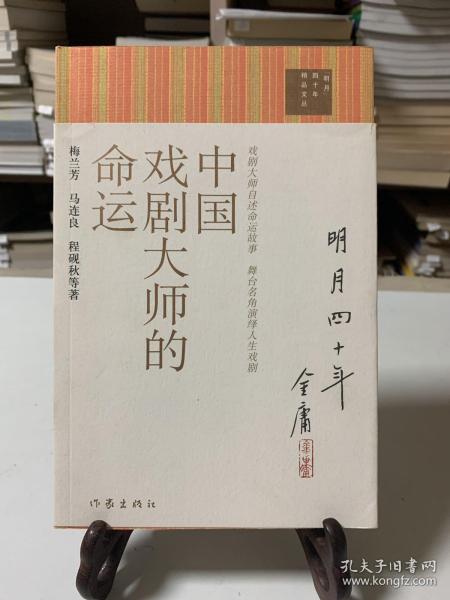 明月
四十年
精品文丛
中国
戏剧大师的
命运
戏剧大师自述命运故事 舞台名角演绎人生戏剧
梅兰芳 马连良 程砚秋等著
明月四十年
金庸
作家出版社
孔夫子旧书网
www.kongfz.com